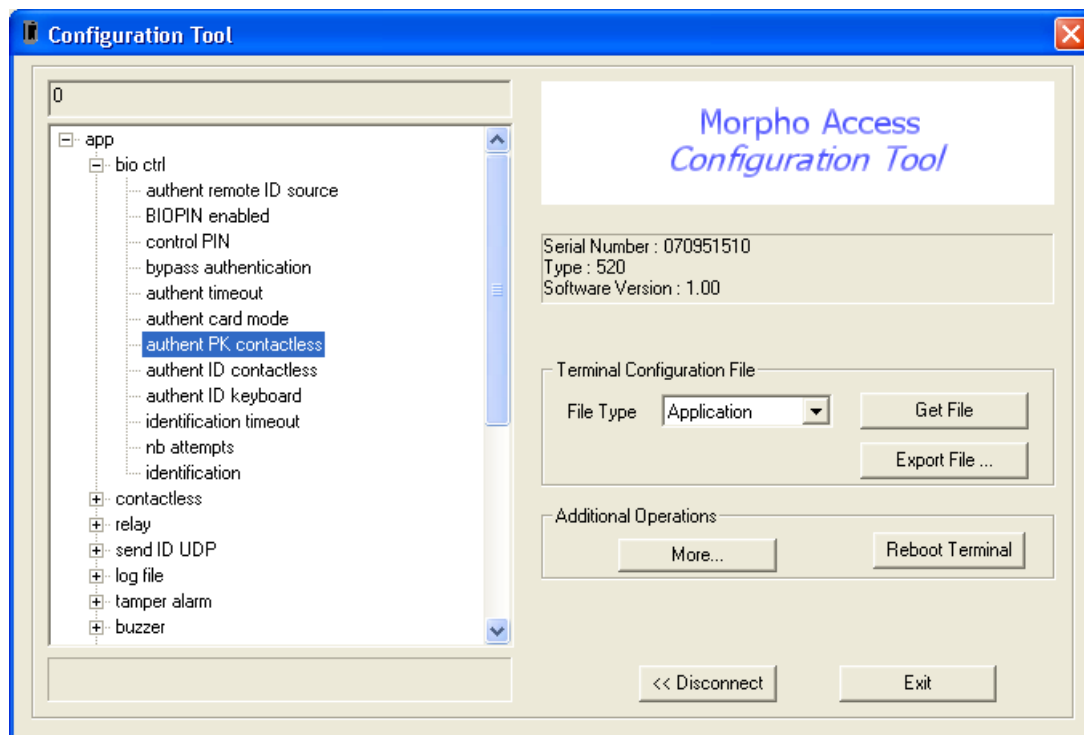 Configuration Tool
0
app
bio ctrl
authent remote ID source
BIOPIN enabled
control PIN
bypass authentication
authent timeout
authent card mode
authent PK contactless
authent ID contactless
authent ID keyboard
identification timeout
nb attempts
identification
contactless
relay
send ID UDP
log file
tamper alarm
buzzer
Morpho Access
Configuration Tool
Serial Number : 070951510
Type : 520
Software Version : 1.00
Terminal Configuration File
File Type Application Get File
Export File ...
Additional Operations
More... Reboot Terminal
<< Disconnect Exit